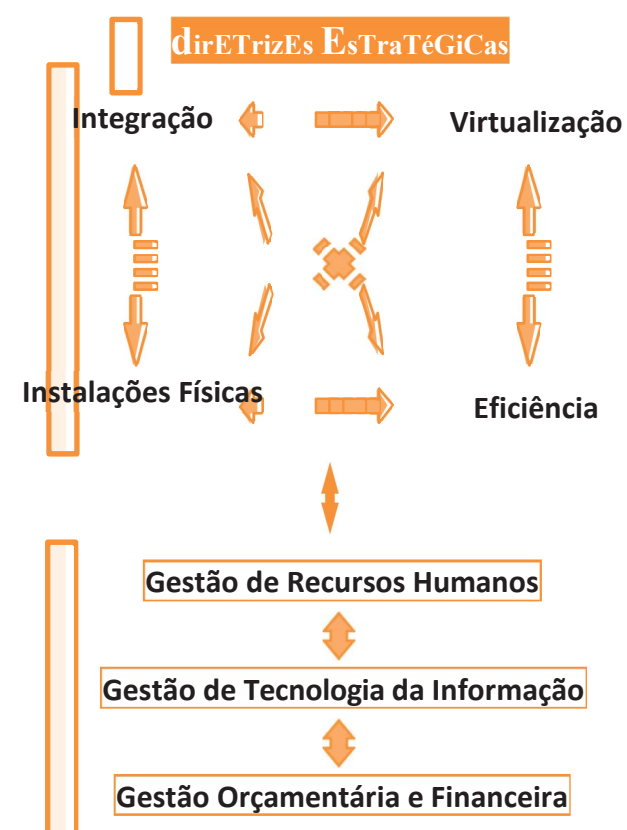 dirETrizEs EsTraTéGiCas
Integração
Virtualização
Instalações Físicas
Eficiência
Gestão de Recursos Humanos
Gestão de Tecnologia da Informação
Gestão Orçamentária e Financeira